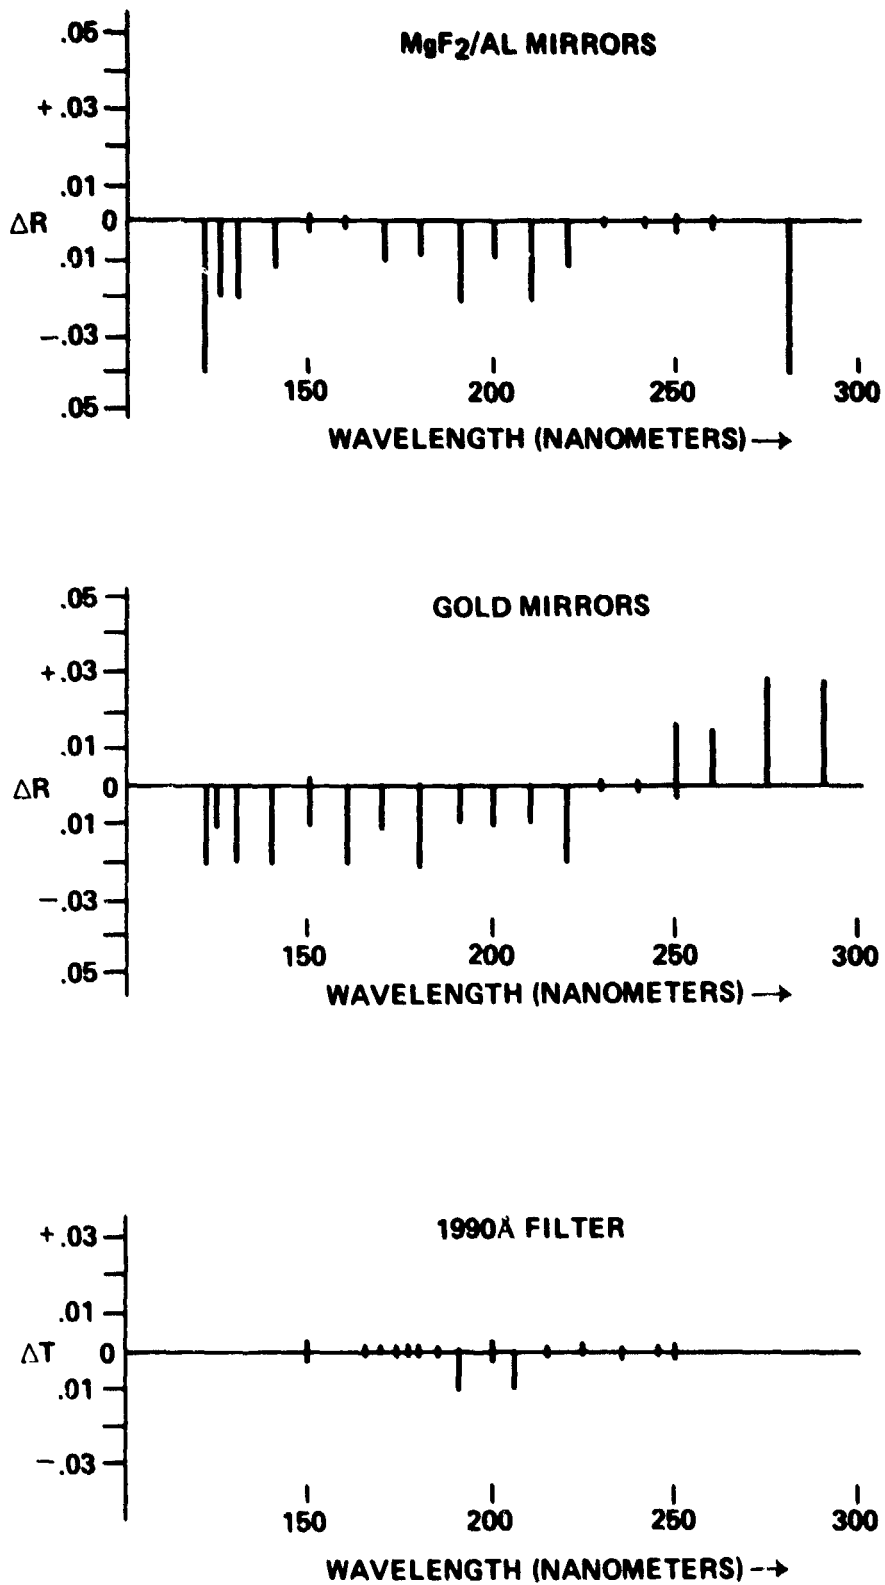 MgF2/AL MIRRORS
.05
+ .03
.01
ΔR 0
.01
-.03
.05
150 200 250 300
WAVELENGTH (NANOMETERS) →
GOLD MIRRORS
.05
+ .03
.01
ΔR 0
.01
-.03
.05
150 200 250 300
WAVELENGTH (NANOMETERS) →
1990Å FILTER
+ .03
.01
ΔT 0
.01
-.03
150 200 250 300
WAVELENGTH (NANOMETERS) →